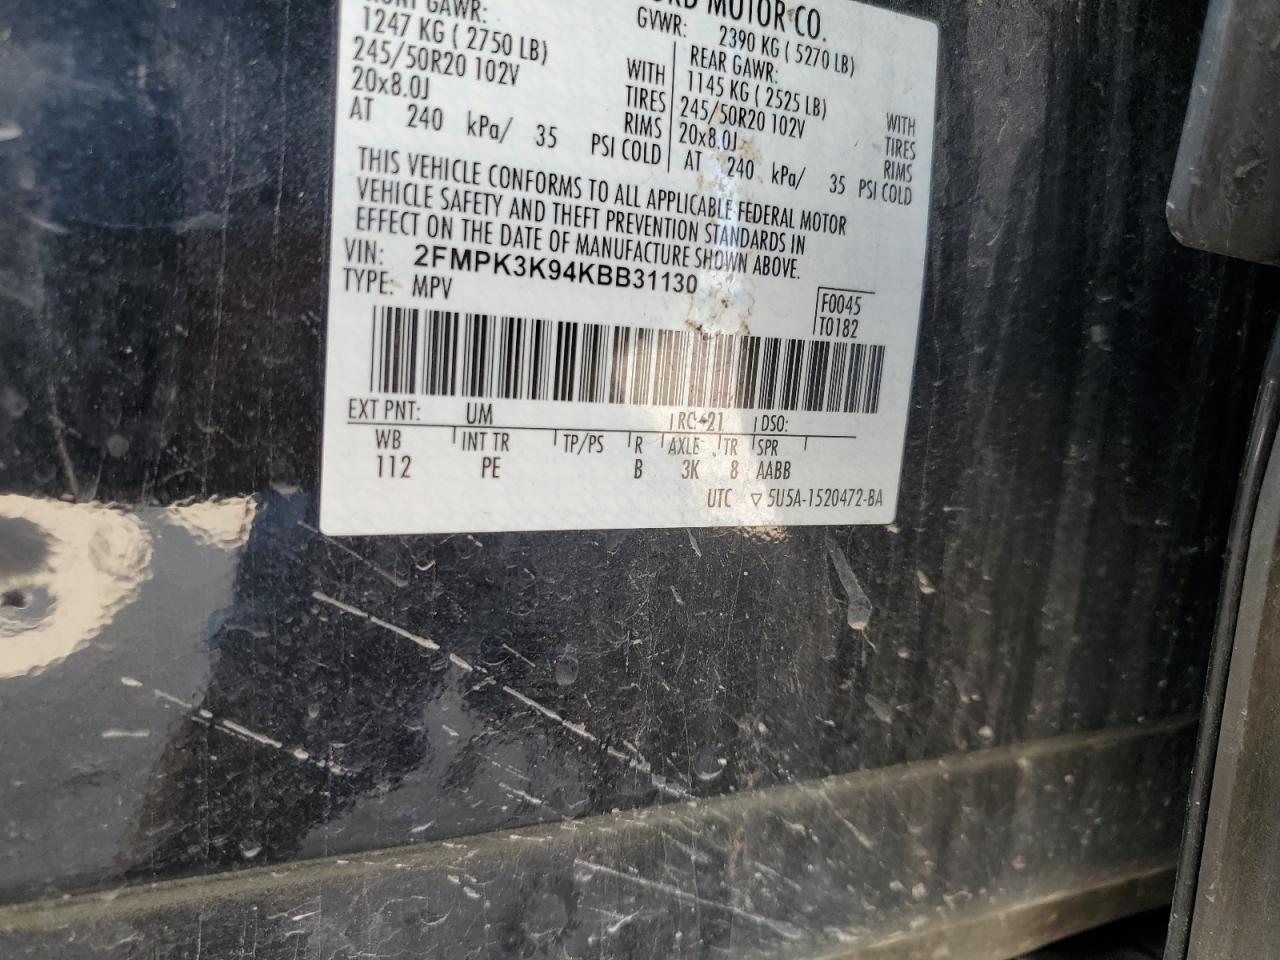 MOTOR CO.
GAWR: GVWR: 2390 KG ( 5270 LB)
1247 KG ( 2750 LB) REAR GAWR:
245/50R20 102V WITH 1145 KG ( 2525 LB) WITH
20x8.0J TIRES 245/50R20 102V TIRES
RIMS 20x8.0J RIMS
AT 240 kPa/ 35 PSI COLD AT 240 kPa/ 35 PSI COLD
THIS VEHICLE CONFORMS TO ALL APPLICABLE FEDERAL MOTOR
VEHICLE SAFETY AND THEFT PREVENTION STANDARDS IN
EFFECT ON THE DATE OF MANUFACTURE SHOWN ABOVE.
VIN: 2FMPK3K94KBB31130
TYPE: MPV
F0045
T0182
EXT PNT: UM RC: 21 DSO:
WB INT TR TP/PS R AXLE TR SPR
112 PE B 3K 8 AABB
UTC ▽ 5U5A-1520472-BA